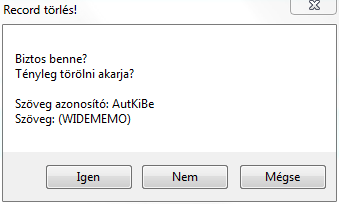 Record törlés!
Biztos benne?
Tényleg törölni akarja?
Szöveg azonosító: AutKiBe
Szöveg: (WIDEMEMO)
Igen
Nem
Mégse